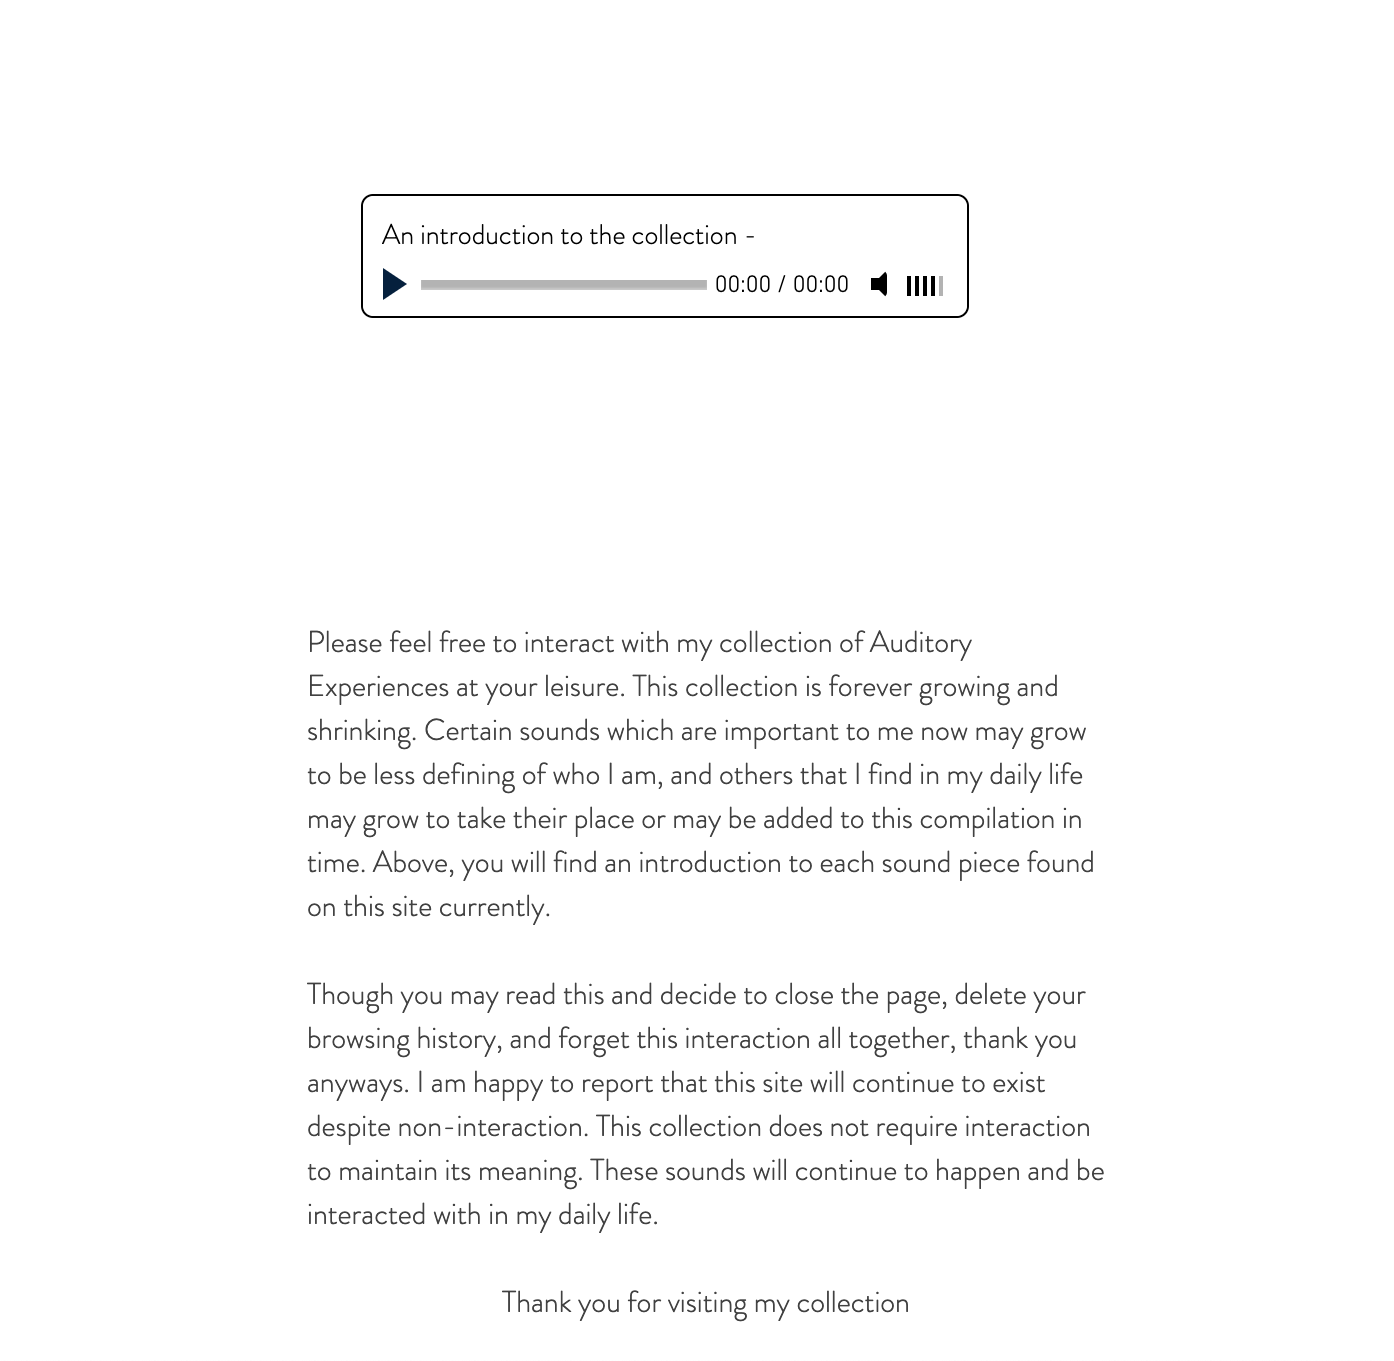 An introduction to the collection -
00:00 / 00:00
Please feel free to interact with my collection of Auditory
Experiences at your leisure. This collection is forever growing and
shrinking. Certain sounds which are important to me now may grow
to be less defining of who I am, and others that I find in my daily life
may grow to take their place or may be added to this compilation in
time. Above, you will find an introduction to each sound piece found
on this site currently.
Though you may read this and decide to close the page, delete your
browsing history, and forget this interaction all together, thank you
anyways. I am happy to report that this site will continue to exist
despite non-interaction. This collection does not require interaction
to maintain its meaning. These sounds will continue to happen and be
interacted with in my daily life.
Thank you for visiting my collection